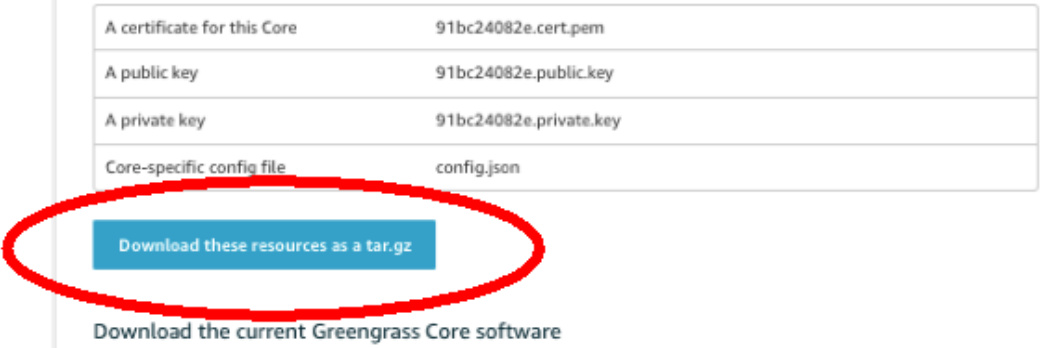 A certificate for this Core 91bc24082e.cert.pem
A public key 91bc24082e.public.key
A private key 91bc24082e.private.key
Core-specific config file config.json
Download these resources as a tar.gz
Download the current Greengrass Core software